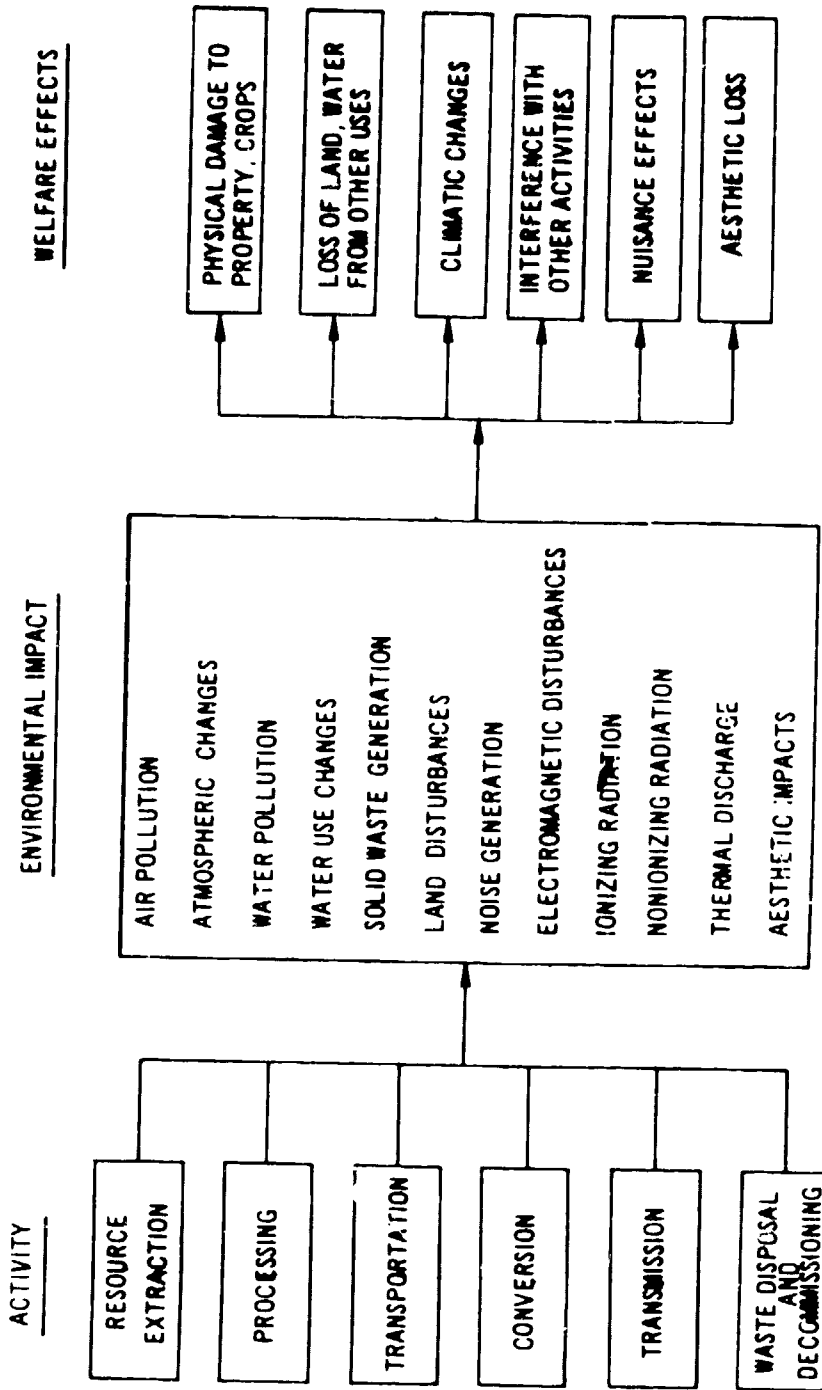 ACTIVITY
RESOURCE
EXTRACTION
PROCESSING
TRANSPORTATION
CONVERSION
TRANSMISSION
WASTE DISPOSAL
AND
DECOMMISSIONING
ENVIRONMENTAL IMPACT
AIR POLLUTION
ATMOSPHERIC CHANGES
WATER POLLUTION
WATER USE CHANGES
SOLID WASTE GENERATION
LAND DISTURBANCES
NOISE GENERATION
ELECTROMAGNETIC DISTURBANCES
IONIZING RADIATION
NONIONIZING RADIATION
THERMAL DISCHARGE
AESTHETIC IMPACTS
WELFARE EFFECTS
PHYSICAL DAMAGE TO
PROPERTY, CROPS
LOSS OF LAND, WATER
FROM OTHER USES
CLIMATIC CHANGES
INTERFERENCE WITH
OTHER ACTIVITIES
NUISANCE EFFECTS
AESTHETIC LOSS